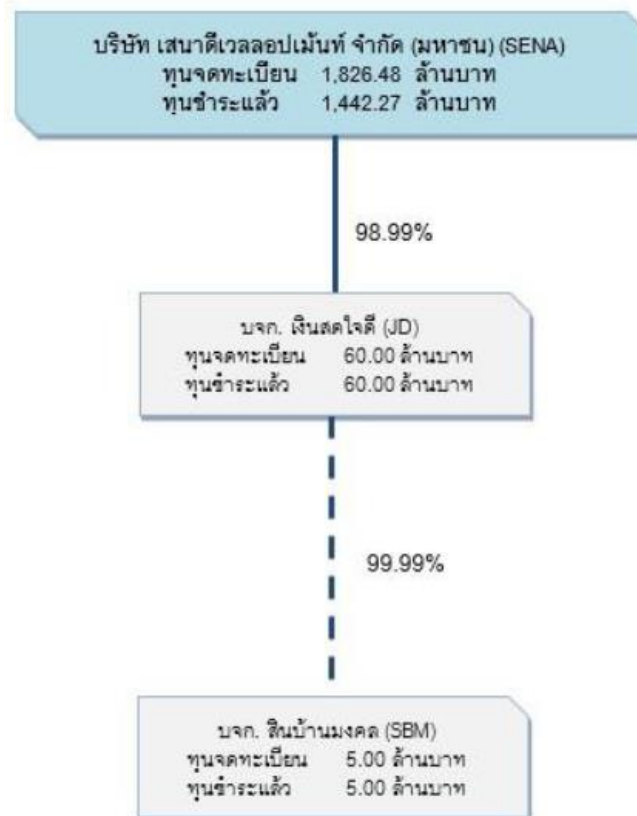 บริษัท เสนาดีเวลลอปเม้นท์ จำกัด (มหาชน) (SENA)
ทุนจดทะเบียน 1,826.48 ล้านบาท
ทุนชำระแล้ว 1,442.27 ล้านบาท
98.99%
บจก. เงินสดใจดี (JD)
ทุนจดทะเบียน 60.00 ล้านบาท
ทุนชำระแล้ว 60.00 ล้านบาท
99.99%
บจก. สินบ้านมงคล (SBM)
ทุนจดทะเบียน 5.00 ล้านบาท
ทุนชำระแล้ว 5.00 ล้านบาท